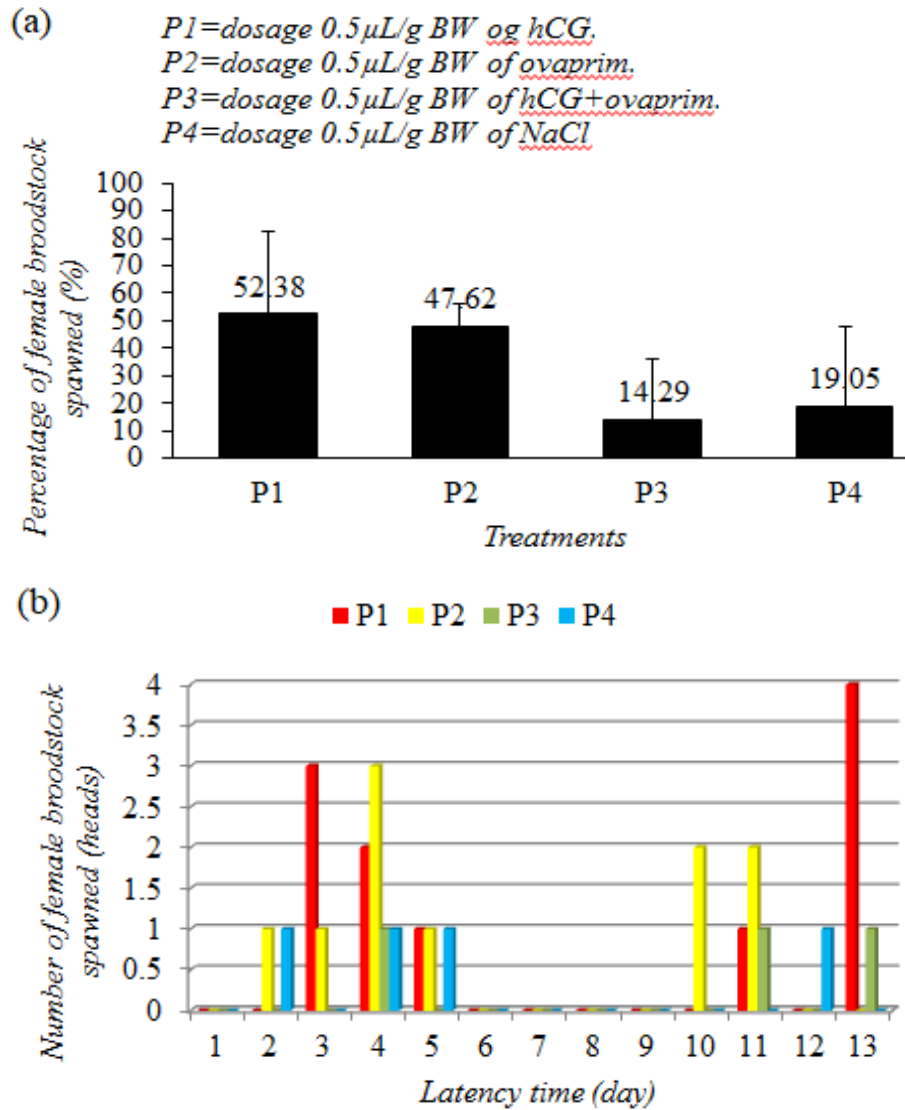 (a)
P1=dosage 0.5µL/g BW og hCG.
P2=dosage 0.5µL/g BW of ovaprim.
P3=dosage 0.5µL/g BW of hCG+ovaprim.
P4=dosage 0.5µL/g BW of NaCl
Percentage of female broodstock
spawned (%)
100
90
80
70
60
50
40
30
20
10
0
52.38
47.62
14.29
19.05
P1 P2 P3 P4
Treatments
(b)
P1 P2 P3 P4
Number of female broodstock
spawned (heads)
4
3.5
3
2.5
2
1
0.5
0
1 2 3 4 5 6 7 8 9 10 11 12 13
Latency time (day)